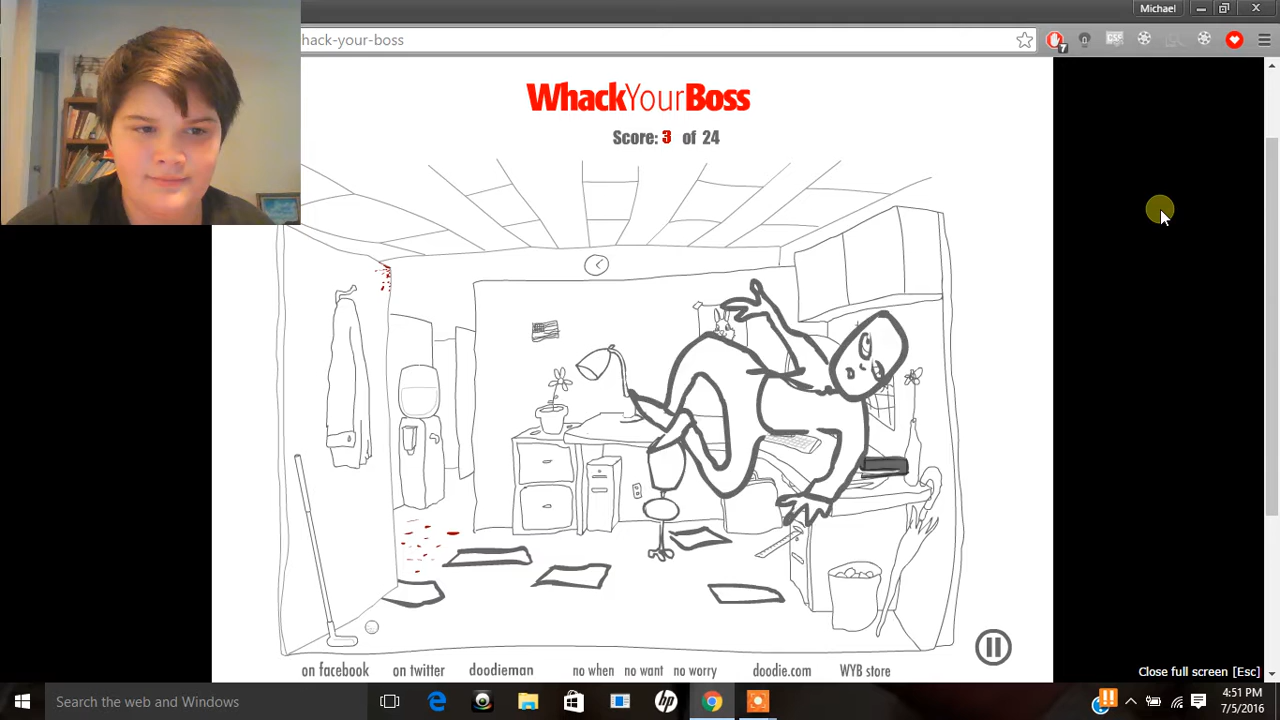 Michael
hack-your-boss
7
GSF
WhackYourBoss
Score: 3 of 24
on facebook on twitter doodieman no when no want no worry doodie.com WYB store
Close full screen [Esc]
Search the web and Windows
4:51 PM
7/5/2016